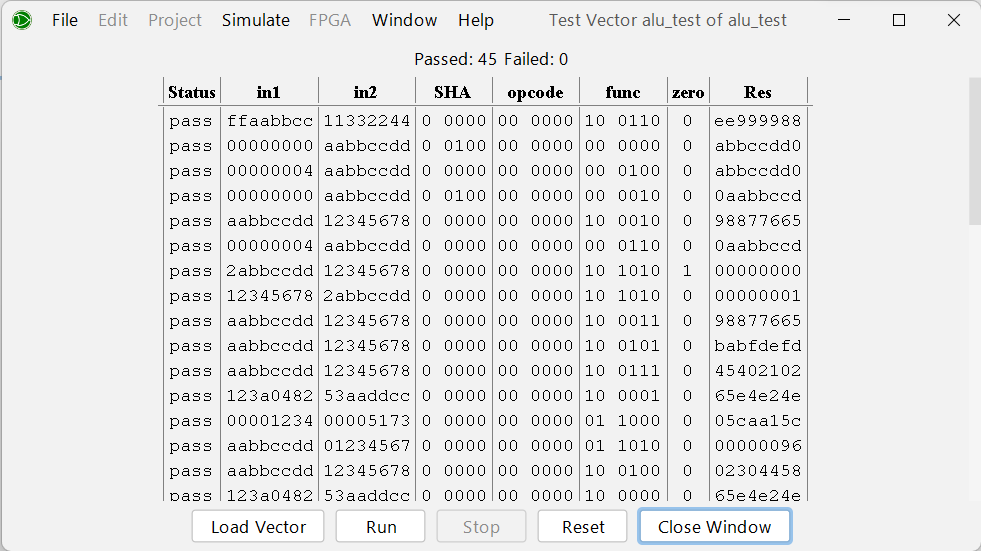 File Edit Project Simulate FPGA Window Help Test Vector alu_test of alu_test
Passed: 45 Failed: 0
Status in1 in2 SHA opcode func zero Res
pass ffaabbcc 11332244 0 0000 00 0000 10 0110 0 ee999988
pass 00000000 aabbccdd 0 0100 00 0000 00 0000 0 abbccdd0
pass 00000004 aabbccdd 0 0000 00 0000 00 0100 0 abbccdd0
pass 00000000 aabbccdd 0 0100 00 0000 00 0010 0 0aabbccd
pass aabbccdd 12345678 0 0000 00 0000 10 0010 0 98877665
pass 00000004 aabbccdd 0 0000 00 0000 00 0110 0 0aabbccd
pass 2abbccdd 12345678 0 0000 00 0000 10 1010 1 00000000
pass 12345678 2abbccdd 0 0000 00 0000 10 1010 0 00000001
pass aabbccdd 12345678 0 0000 00 0000 10 0011 0 98877665
pass aabbccdd 12345678 0 0000 00 0000 10 0101 0 babfdefd
pass aabbccdd 12345678 0 0000 00 0000 10 0111 0 45402102
pass 123a0482 53aaddcc 0 0000 00 0000 10 0001 0 65e4e24e
pass 00001234 00005173 0 0000 00 0000 01 1000 0 05caa15c
pass aabbccdd 01234567 0 0000 00 0000 01 1010 0 00000096
pass aabbccdd 12345678 0 0000 00 0000 10 0100 0 02304458
pass 123a0482 53aaddcc 0 0000 00 0000 10 0000 0 65e4e24e
Load Vector Run Stop Reset Close Window